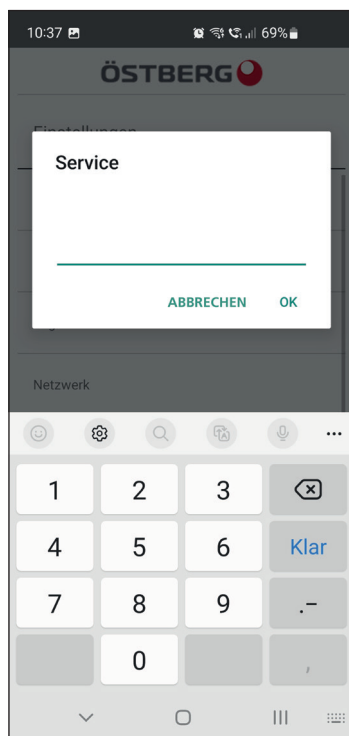 10:37 69%
ÖSTBERG
Einstellungen
Service
ABBRECHEN OK
Netzwerk
1 2 3
4 5 6 Klar
7 8 9 .-
0 ,